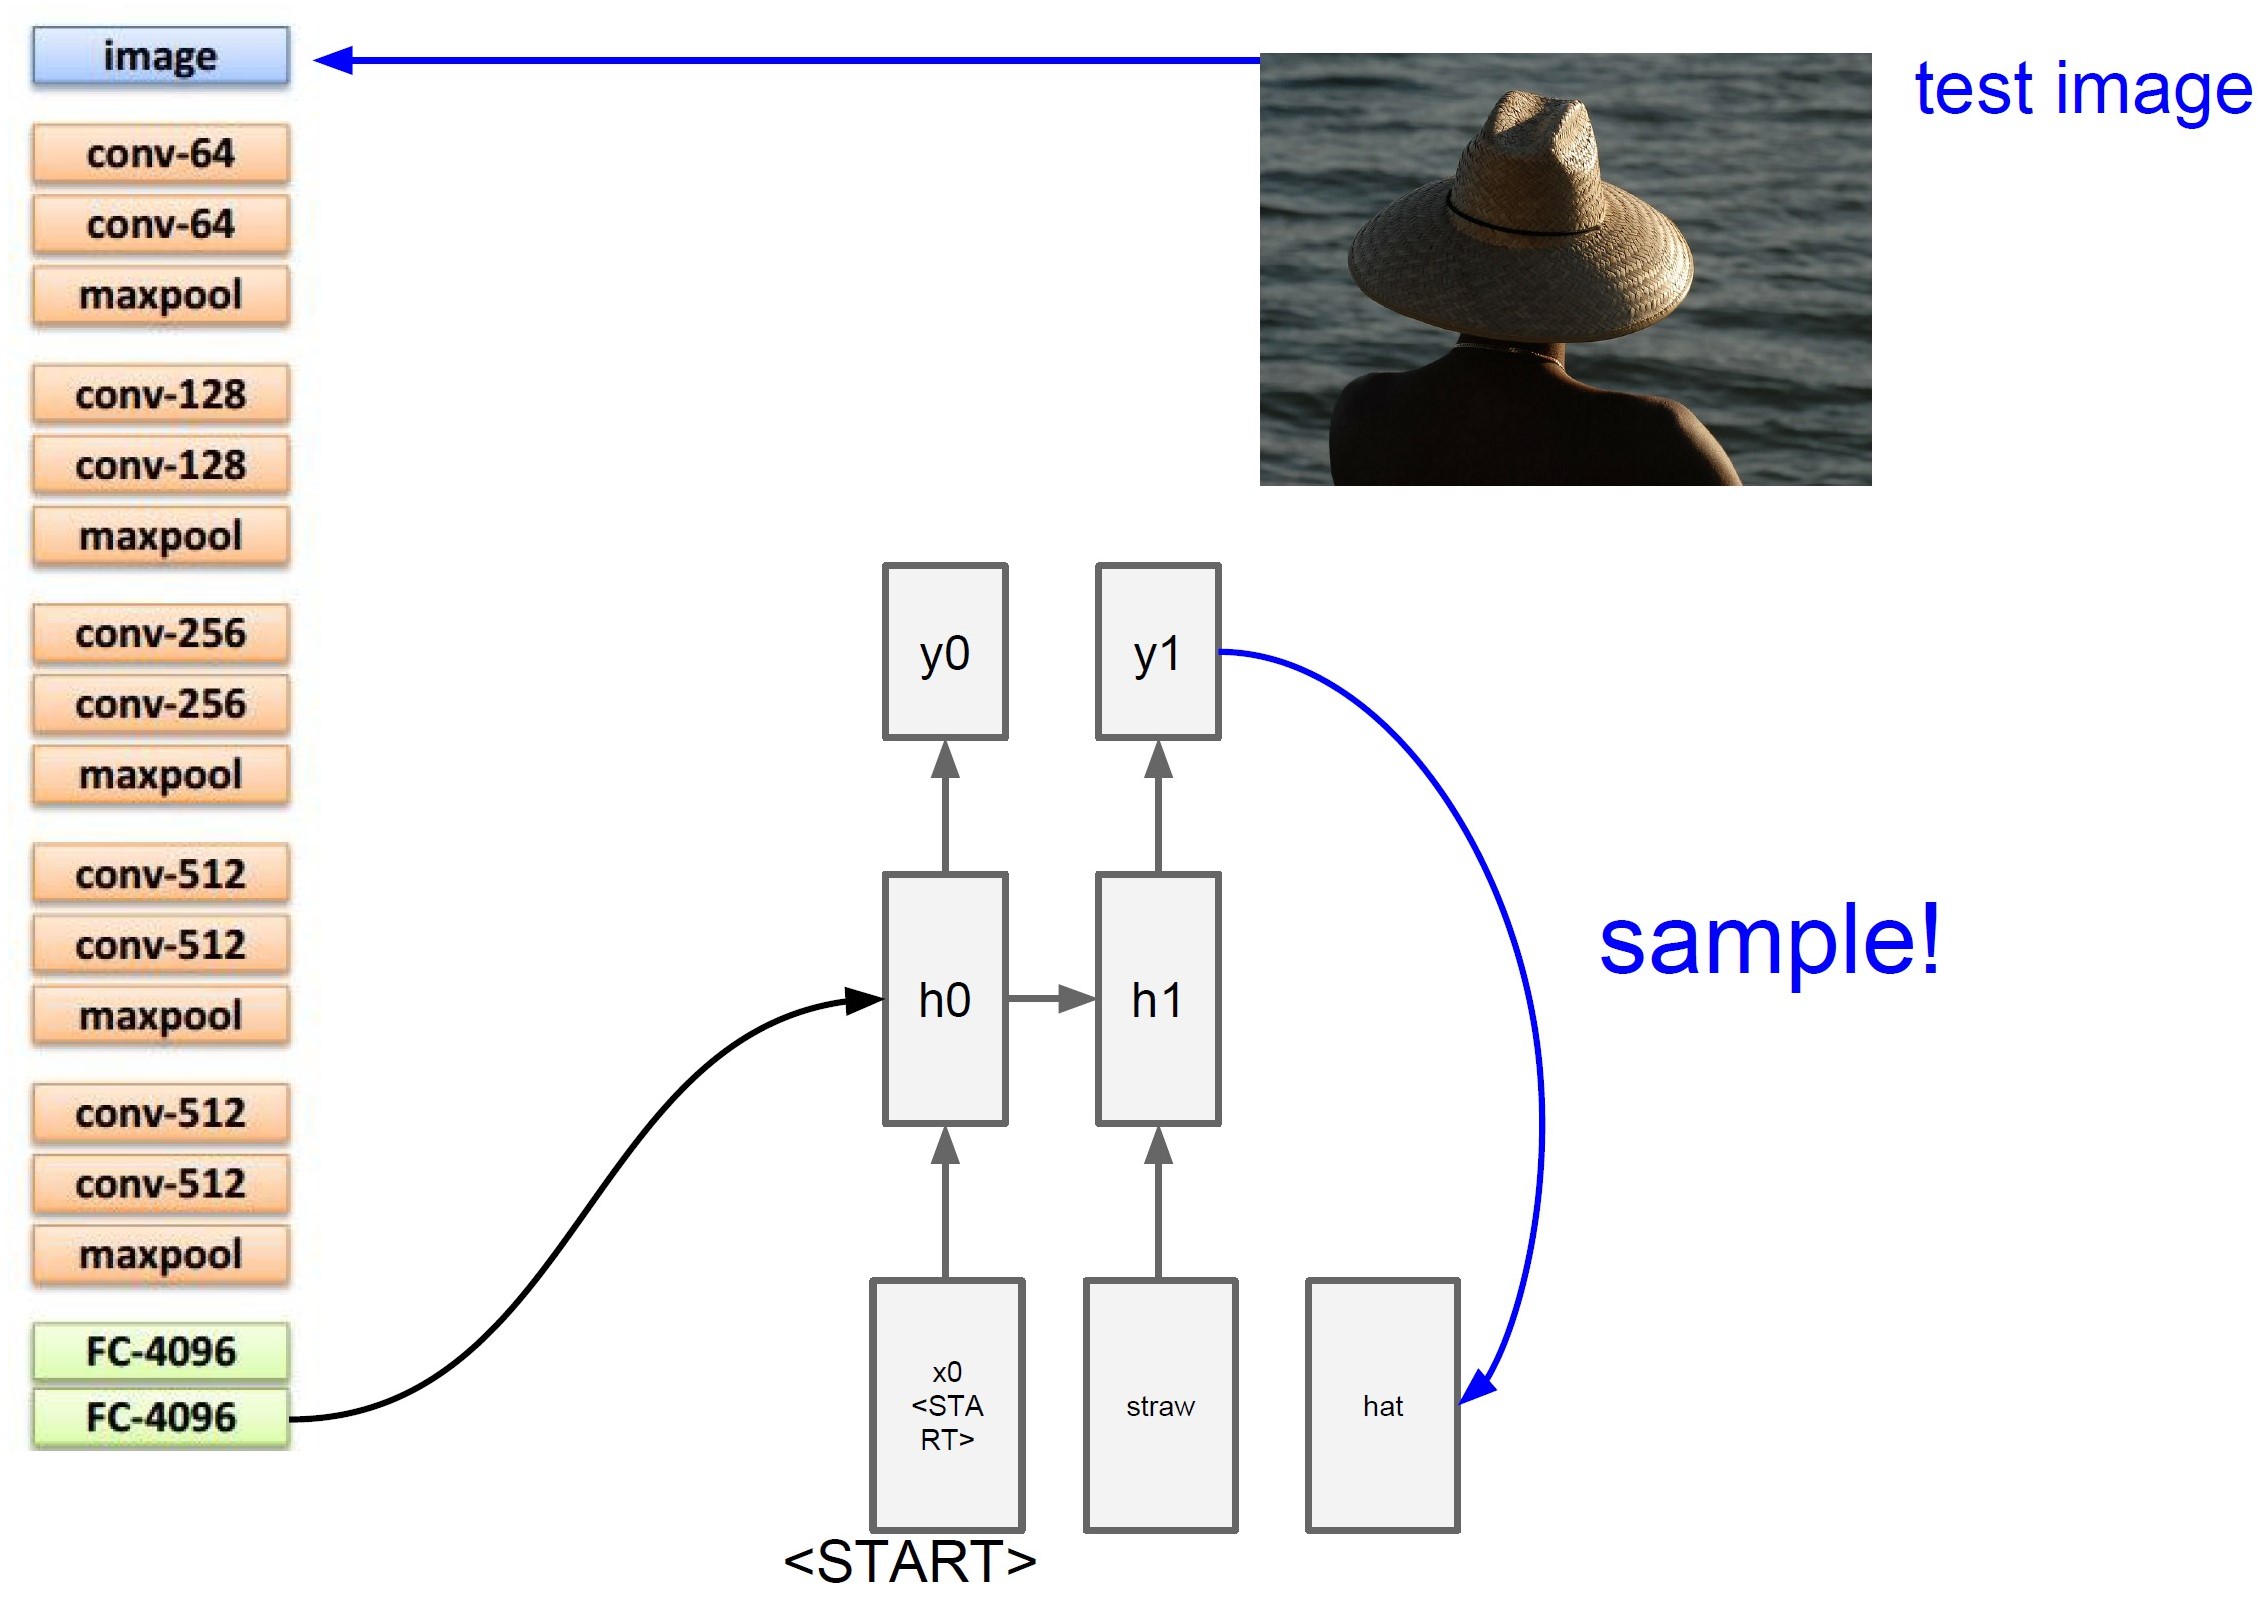 image
test image
conv-64
conv-64
maxpool
conv-128
conv-128
maxpool
conv-256
conv-256
maxpool
conv-512
conv-512
maxpool
conv-512
conv-512
maxpool
FC-4096
FC-4096
y0
y1
h0
h1
sample!
x0
<STA
RT>
straw
hat
<START>